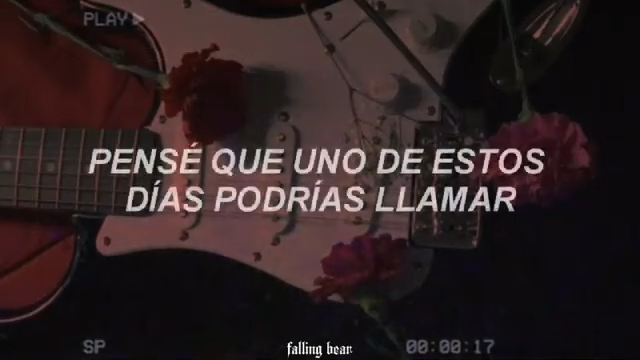 PLAY
PENSÉ QUE UNO DE ESTOS
DÍAS PODRÍAS LLAMAR
SP
falling bear
00:00:17